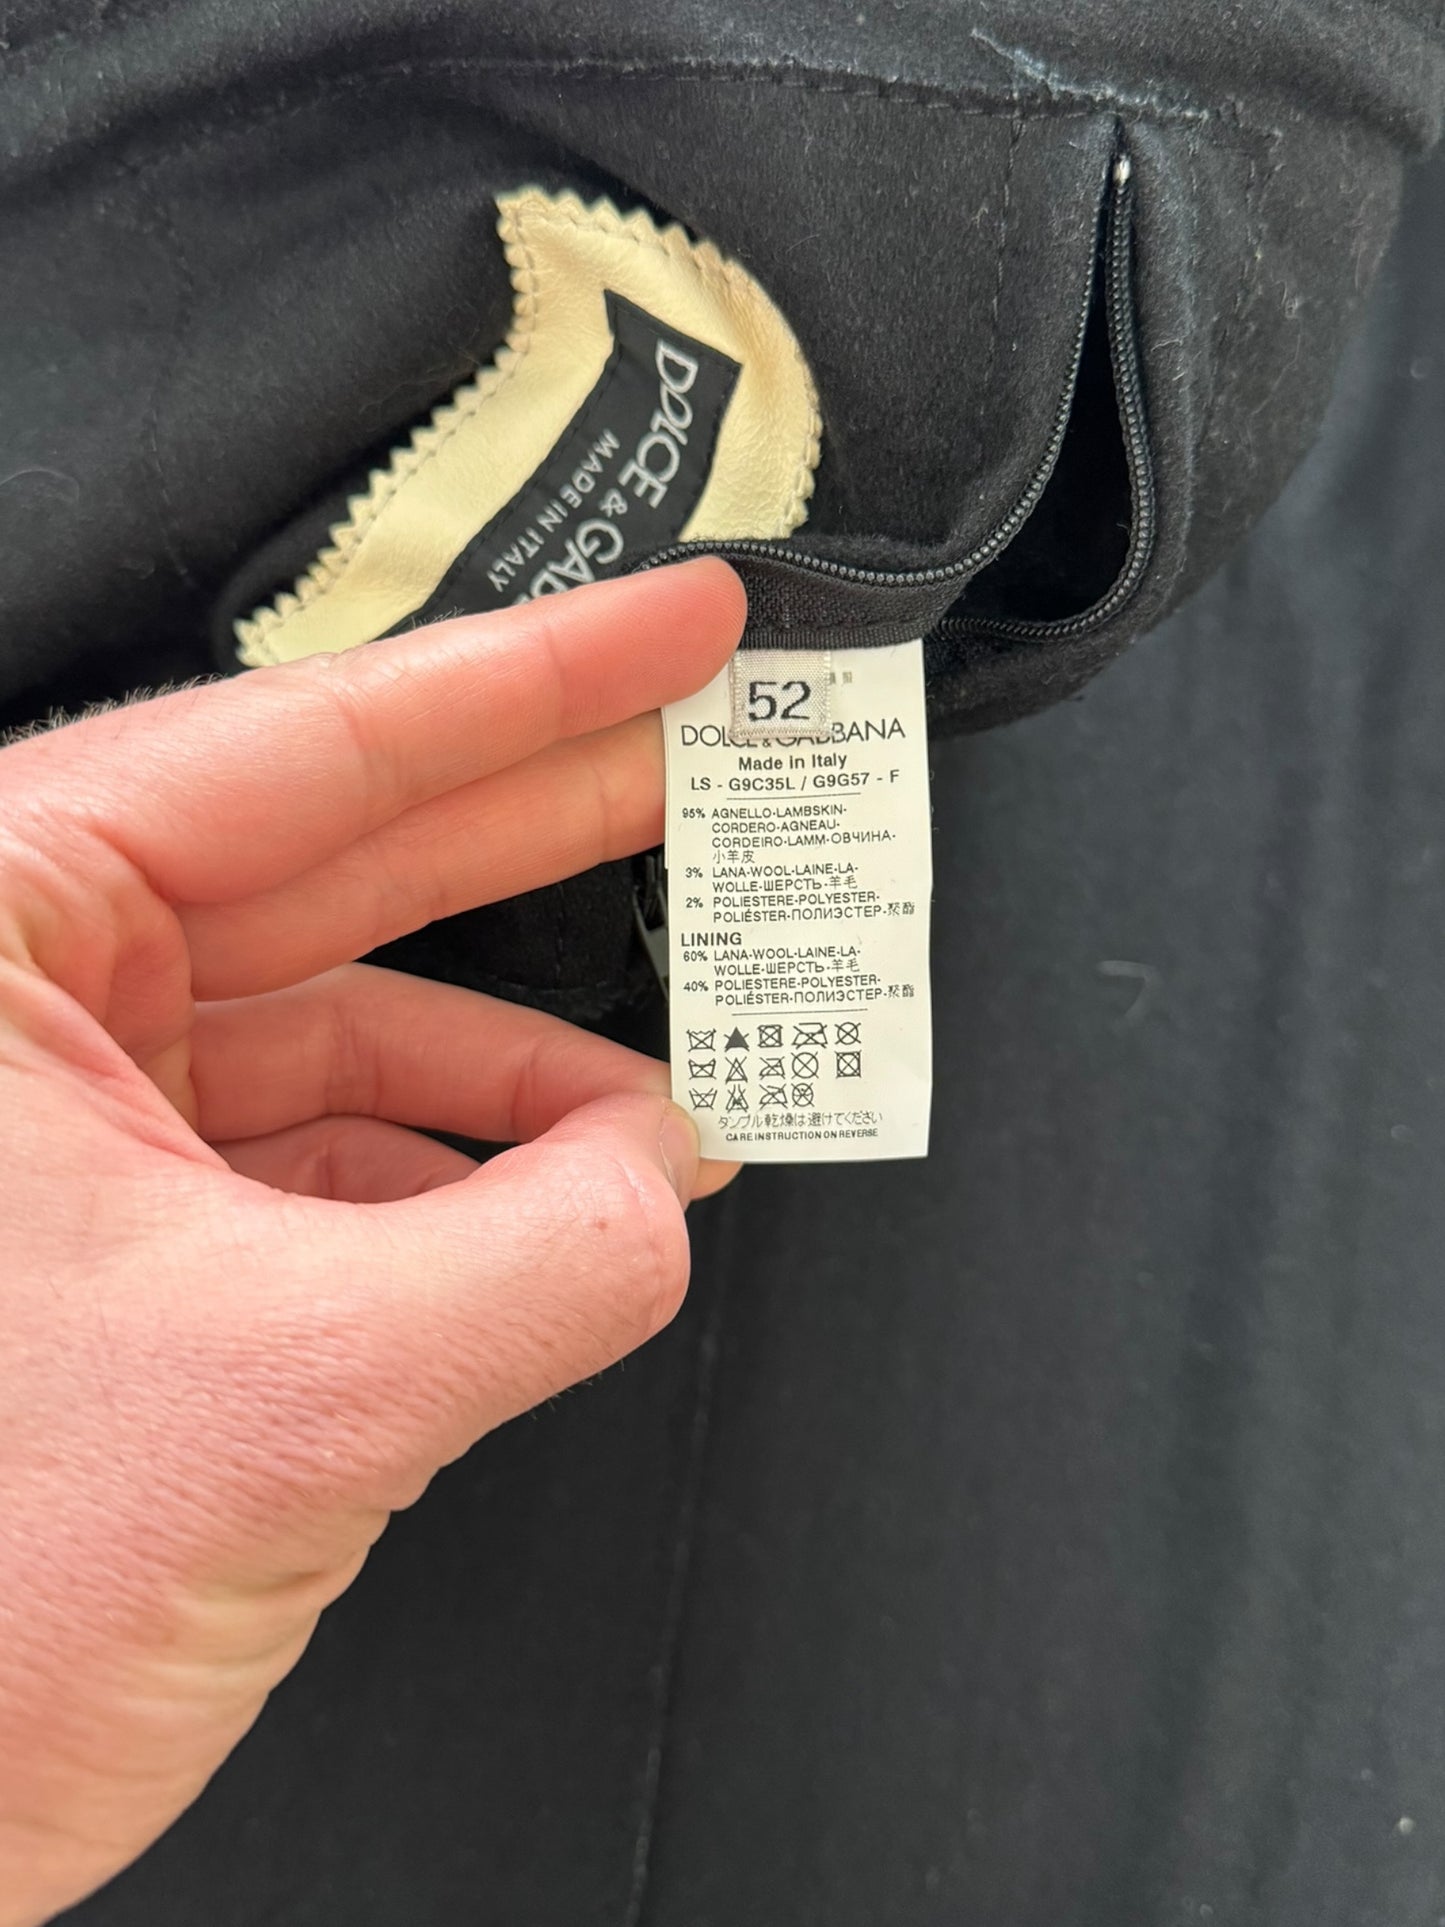 DOLCE & GAB
MADE IN ITALY
52
DOLCE & GABBANA
Made in Italy
LS - G9C35L / G9G57 - F
95% AGNELLO-LAMBSKIN-
CORDERO-AGNEAU-
CORDEIRO-LAMM-ОВЧИНА-
小羊皮
3% LANA-WOOL-LAINE-LA-
WOLLE-ШЕРСТЬ-羊毛
2% POLIESTERE-POLYESTER-
POLIÉSTER-ПОЛИЭСТЕР-聚酯
LINING
60% LANA-WOOL-LAINE-LA-
WOLLE-ШЕРСТЬ-羊毛
40% POLIESTERE-POLYESTER-
POLIÉSTER-ПОЛИЭСТЕР-聚酯
タンブル乾燥は避けてください
CARE INSTRUCTION ON REVERSE